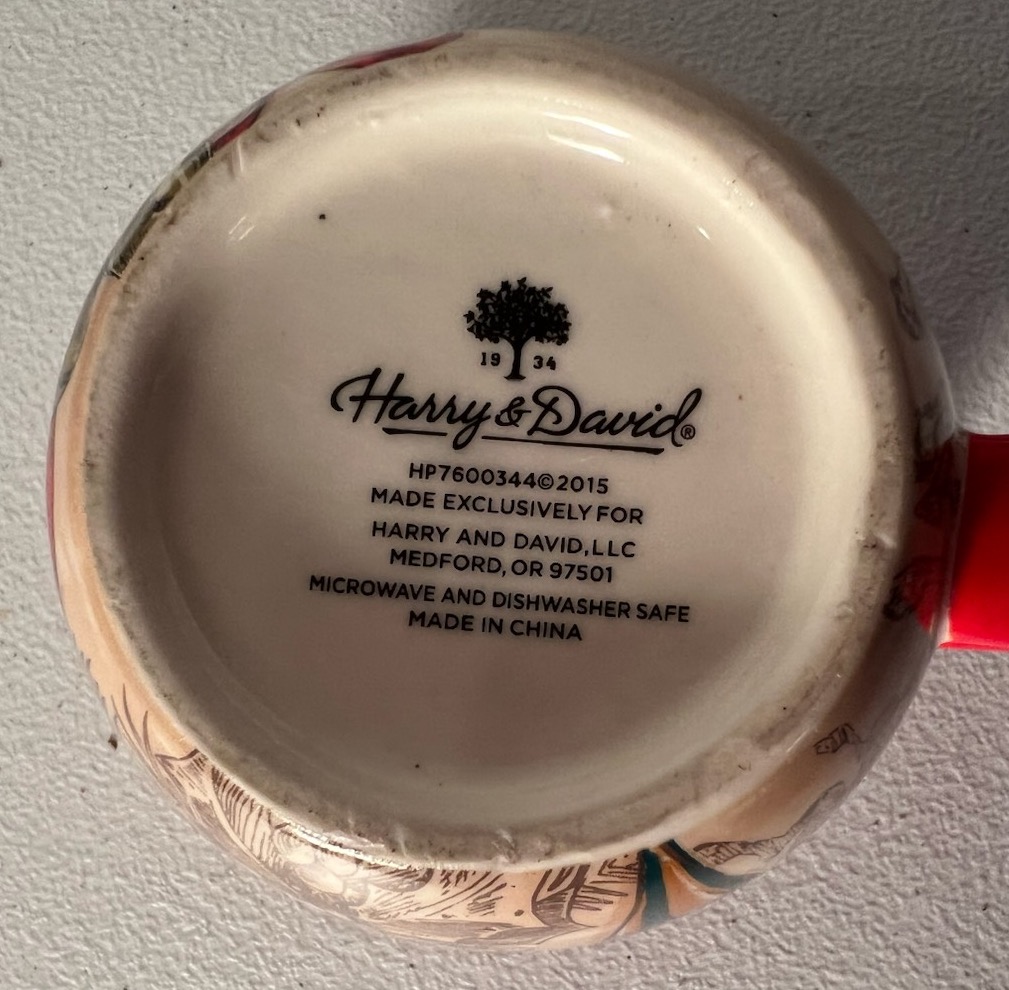 19 34
Harry & David®
HP7600344©2015
MADE EXCLUSIVELY FOR
HARRY AND DAVID,LLC
MEDFORD, OR 97501
MICROWAVE AND DISHWASHER SAFE
MADE IN CHINA